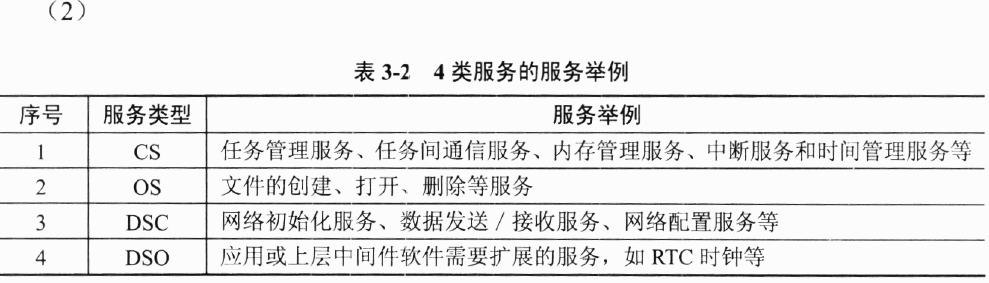 （2）
表 3-2 4 类服务的服务举例
序号 服务类型 服务举例
1 CS 任务管理服务、任务间通信服务、内存管理服务、中断服务和时间管理服务等
2 OS 文件的创建、打开、删除等服务
3 DSC 网络初始化服务、数据发送 / 接收服务、网络配置服务等
4 DSO 应用或上层中间件软件需要扩展的服务，如 RTC 时钟等